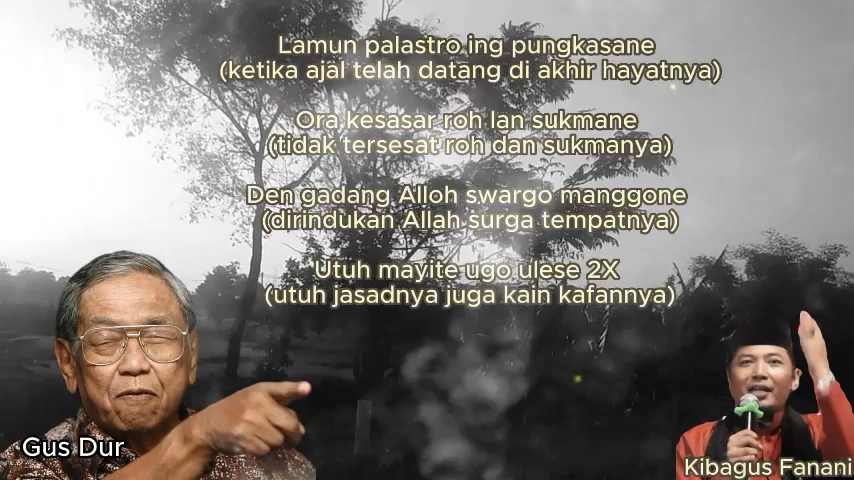 Lamun palastro ing pungkasane
(ketika ajal telah datang di akhir hayatnya)
Ora kesasar roh lan sukmane
(tidak tersesat roh dan sukmanya)
Den gadang Alloh swargo manggone
(dirindukan Allah surga tempatnya)
Utuh mayite ugo ulese 2X
(utuh jasadnya juga kain kafannya)
Gus Dur
Kibagus Fanani